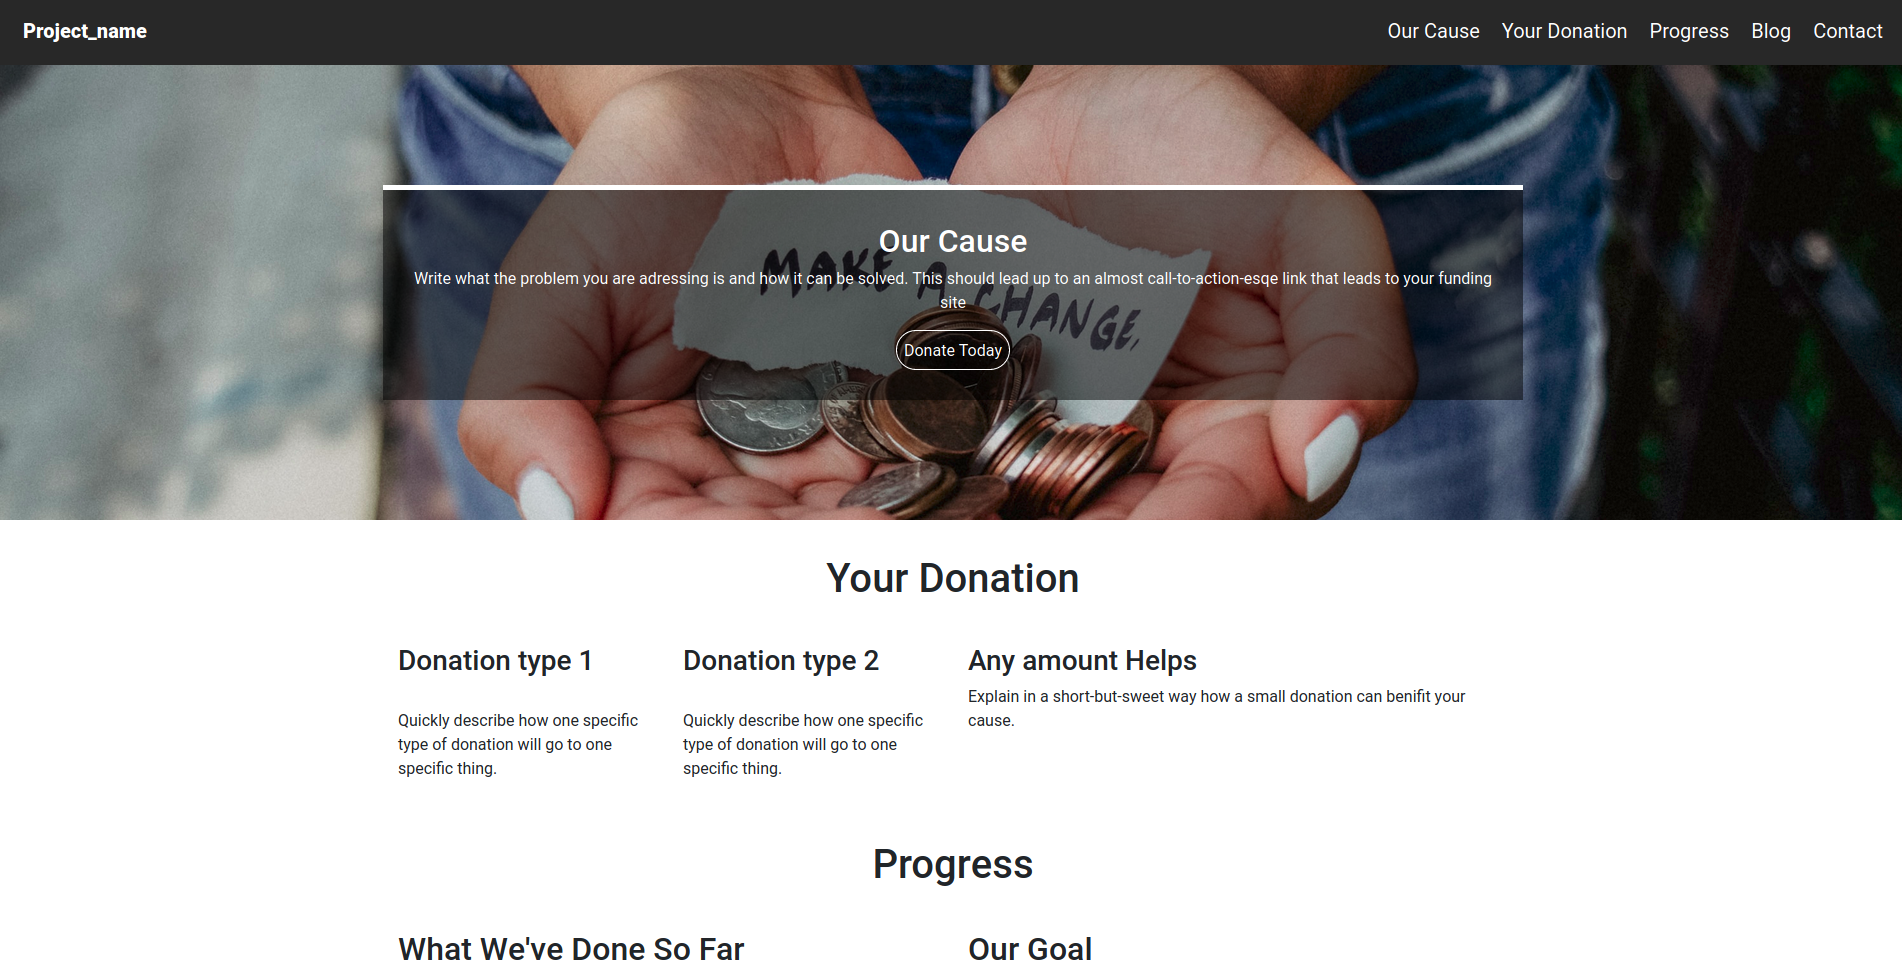 Project_name
Our Cause Your Donation Progress Blog Contact
Our Cause
Write what the problem you are adressing is and how it can be solved. This should lead up to an almost call-to-action-esqe link that leads to your funding
site
MAKE A
CHANGE,
Donate Today
Your Donation
Donation type 1
Quickly describe how one specific
type of donation will go to one
specific thing.
Donation type 2
Quickly describe how one specific
type of donation will go to one
specific thing.
Any amount Helps
Explain in a short-but-sweet way how a small donation can benifit your
cause.
Progress
What We've Done So Far
Our Goal